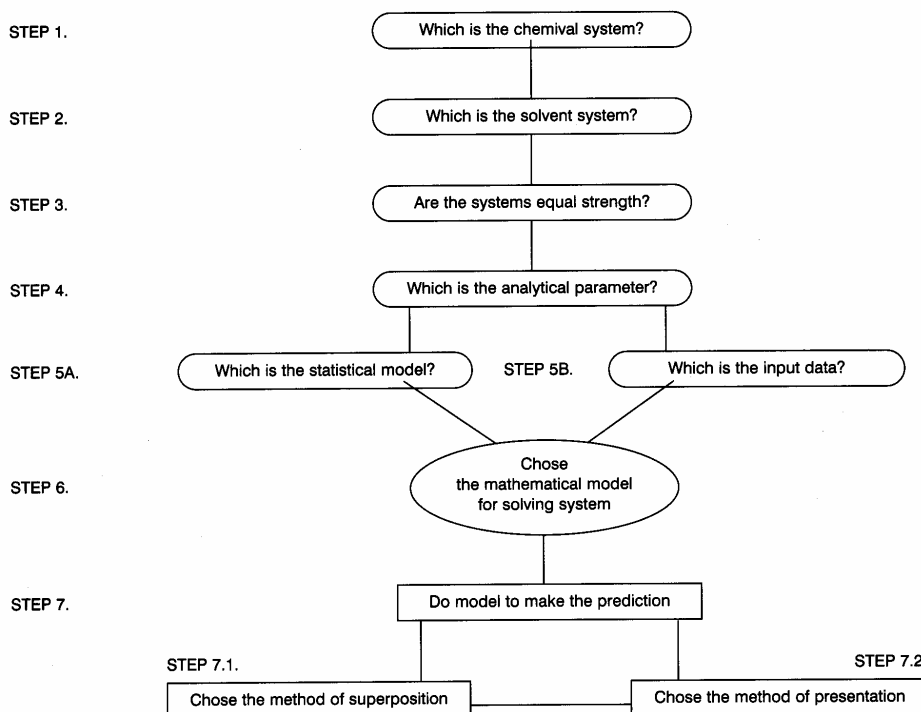 STEP 1.
Which is the chemival system?
STEP 2.
Which is the solvent system?
STEP 3.
Are the systems equal strength?
STEP 4.
Which is the analytical parameter?
STEP 5A.
Which is the statistical model?
STEP 5B.
Which is the input data?
STEP 6.
Chose
the mathematical model
for solving system
STEP 7.
Do model to make the prediction
STEP 7.1.
STEP 7.2
Chose the method of superposition
Chose the method of presentation